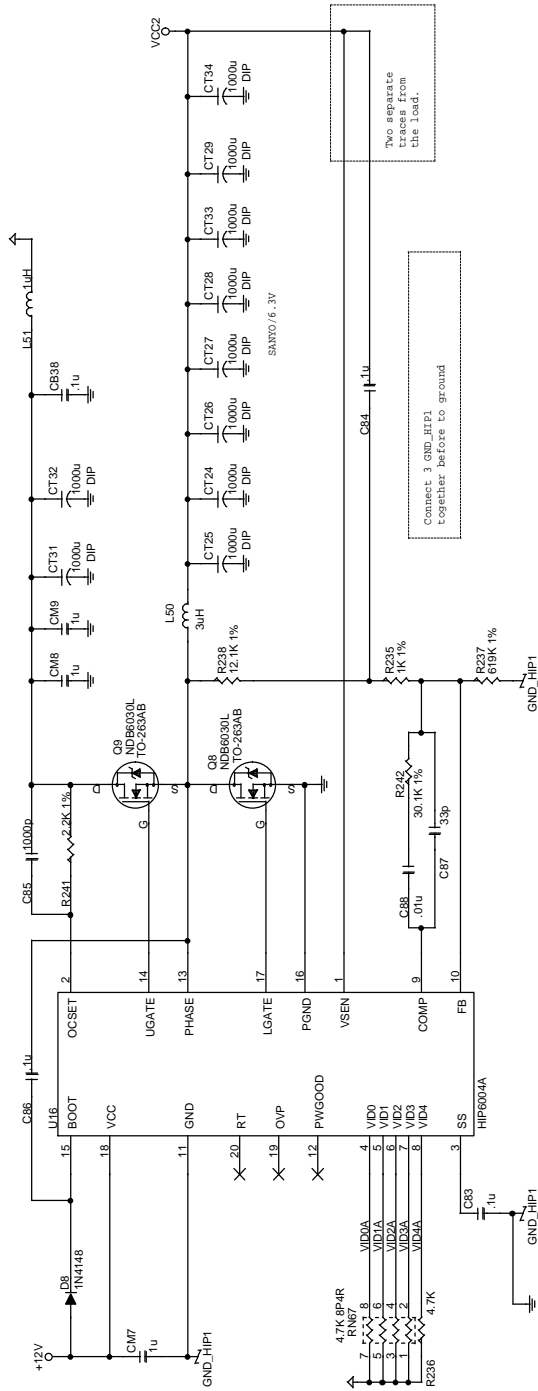 +12V
D8
1N4148
C86
.1u
U16
15
BOOT
18
VCC
CM7
1u
GND_HIP1
11
GND
20
RT
19
OVP
12
PWGOOD
4.7K 8P4R
RN67
7
8
VID0A
4
VID0
5
6
VID1A
5
VID1
3
4
VID2A
6
VID2
1
2
VID3A
7
VID3
R236
4.7K
VID4A
8
VID4
3
SS
C83
.1u
GND_HIP1
HIP6004A
OCSET
2
UGATE
14
PHASE
13
LGATE
17
PGND
16
VSEN
1
COMP
9
FB
10
C85
1000p
R241
2.2K 1%
Q9
NDB6030L
TO-263AB
D
G
S
Q8
NDB6030L
TO-263AB
D
G
S
CM8
1u
CM9
1u
CT31
1000u
DIP
CT32
1000u
DIP
CB38
.1u
L51
1uH
L50
3uH
CT25
1000u
DIP
CT24
1000u
DIP
CT26
1000u
DIP
CT27
1000u
DIP
CT28
1000u
DIP
CT33
1000u
DIP
CT29
1000u
DIP
CT34
1000u
DIP
VCC2
SANYO/6.3V
R238
12.1K 1%
C84
.1u
R235
1K 1%
R242
30.1K 1%
C88
.01u
C87
33p
R237
619K 1%
GND_HIP1
Connect 3 GND_HIP1
together before to ground
Two separate
traces from
the load.